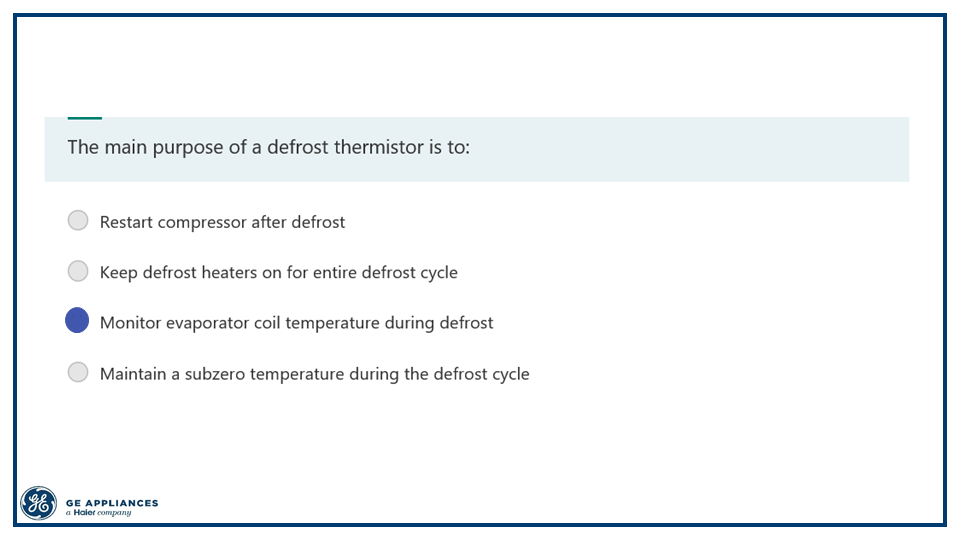 The main purpose of a defrost thermistor is to:
Restart compressor after defrost
Keep defrost heaters on for entire defrost cycle
Monitor evaporator coil temperature during defrost
Maintain a subzero temperature during the defrost cycle
GE APPLIANCES
a Haier company